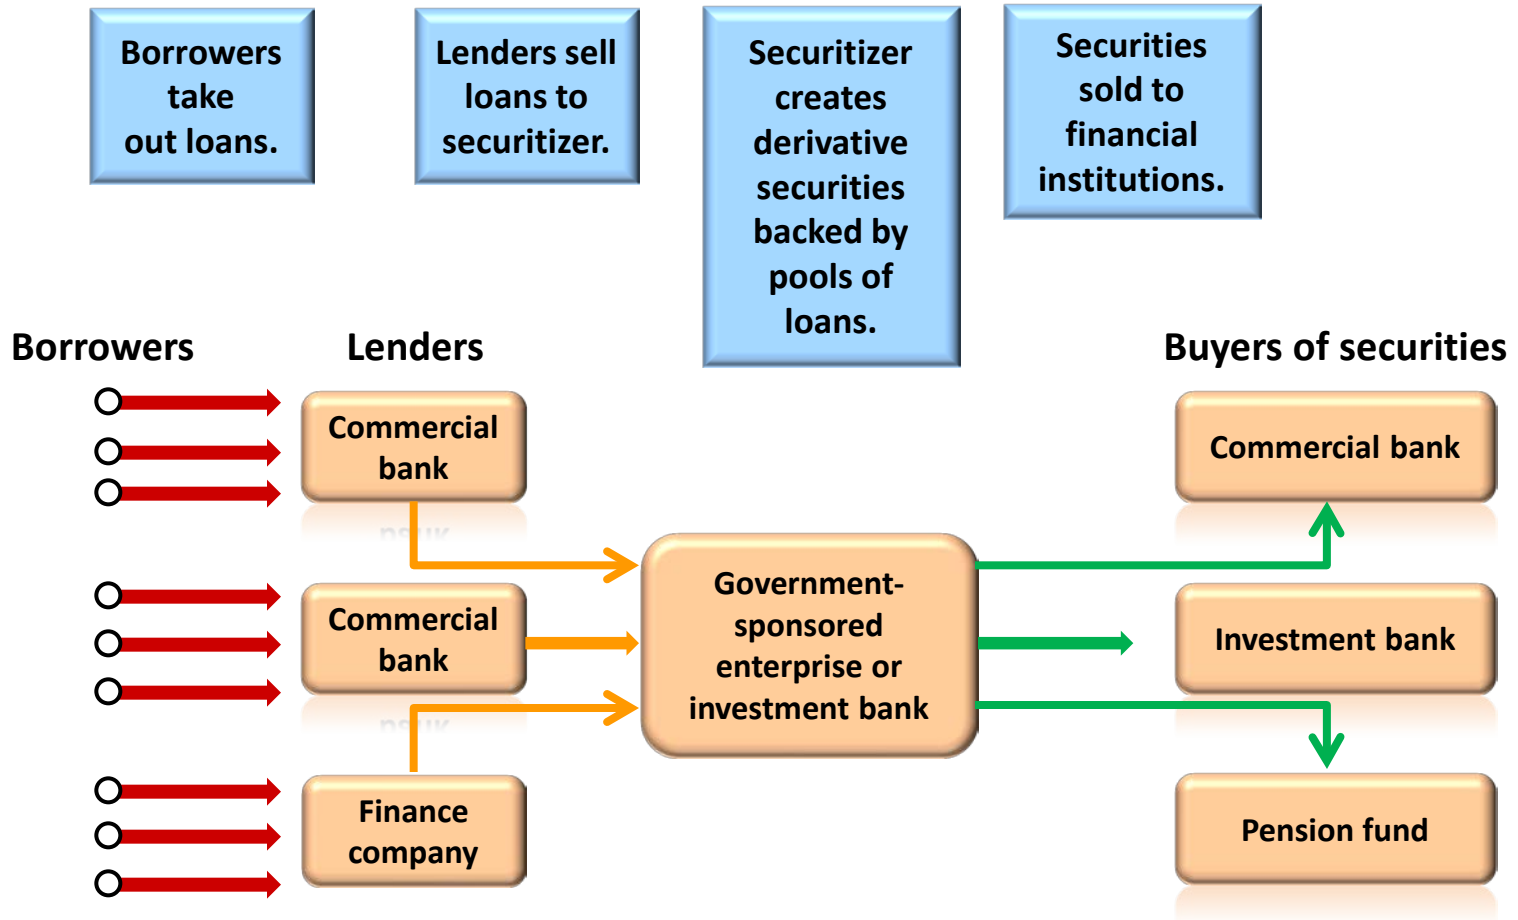 Borrowers
take
out loans.
Lenders sell
loans to
securitizer.
Securitizer
creates
derivative
securities
backed by
pools of
loans.
Securities
sold to
financial
institutions.
Borrowers
Lenders
Buyers of securities
Commercial
bank
Commercial
bank
Finance
company
Government-
sponsored
enterprise or
investment bank
Commercial bank
Investment bank
Pension fund